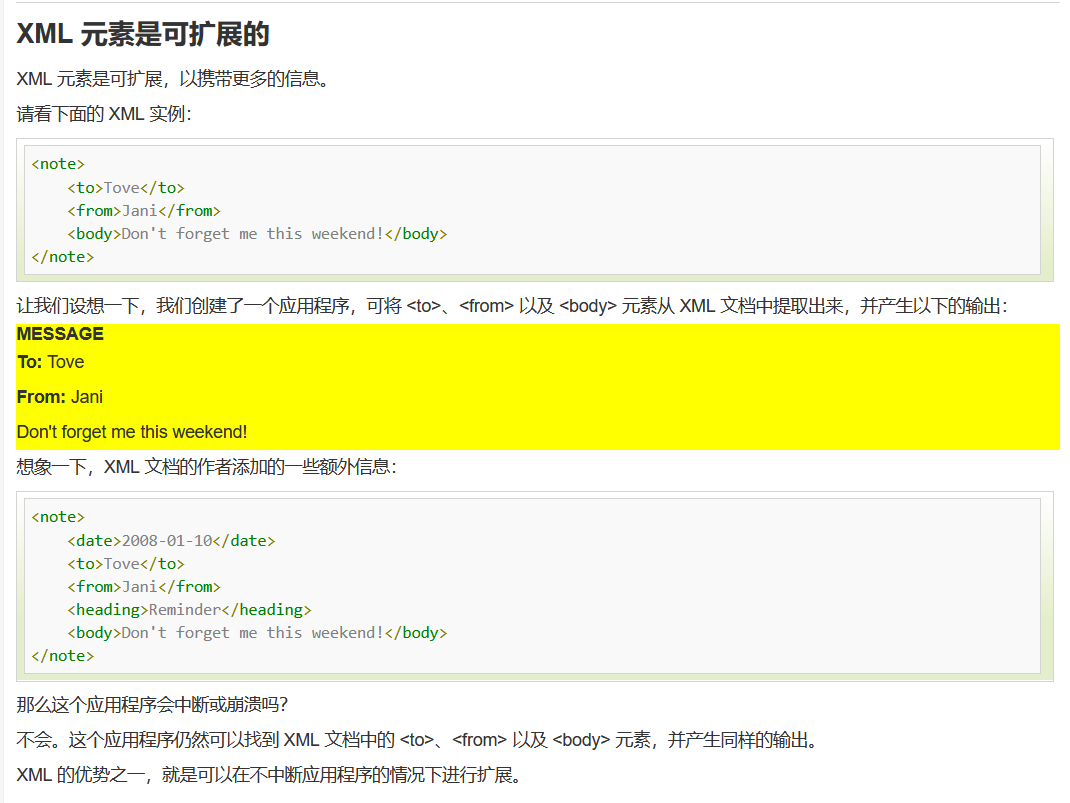 XML 元素是可扩展的
XML 元素是可扩展，以携带更多的信息。
请看下面的 XML 实例：
<note>
    <to>Tove</to>
    <from>Jani</from>
    <body>Don't forget me this weekend!</body>
</note>
让我们设想一下，我们创建了一个应用程序，可将 <to>、<from> 以及 <body> 元素从 XML 文档中提取出来，并产生以下的输出：
MESSAGE
To: Tove
From: Jani
Don't forget me this weekend!
想象一下，XML 文档的作者添加的一些额外信息：
<note>
    <date>2008-01-10</date>
    <to>Tove</to>
    <from>Jani</from>
    <heading>Reminder</heading>
    <body>Don't forget me this weekend!</body>
</note>
那么这个应用程序会中断或崩溃吗？
不会。这个应用程序仍然可以找到 XML 文档中的 <to>、<from> 以及 <body> 元素，并产生同样的输出。
XML 的优势之一，就是可以在不中断应用程序的情况下进行扩展。